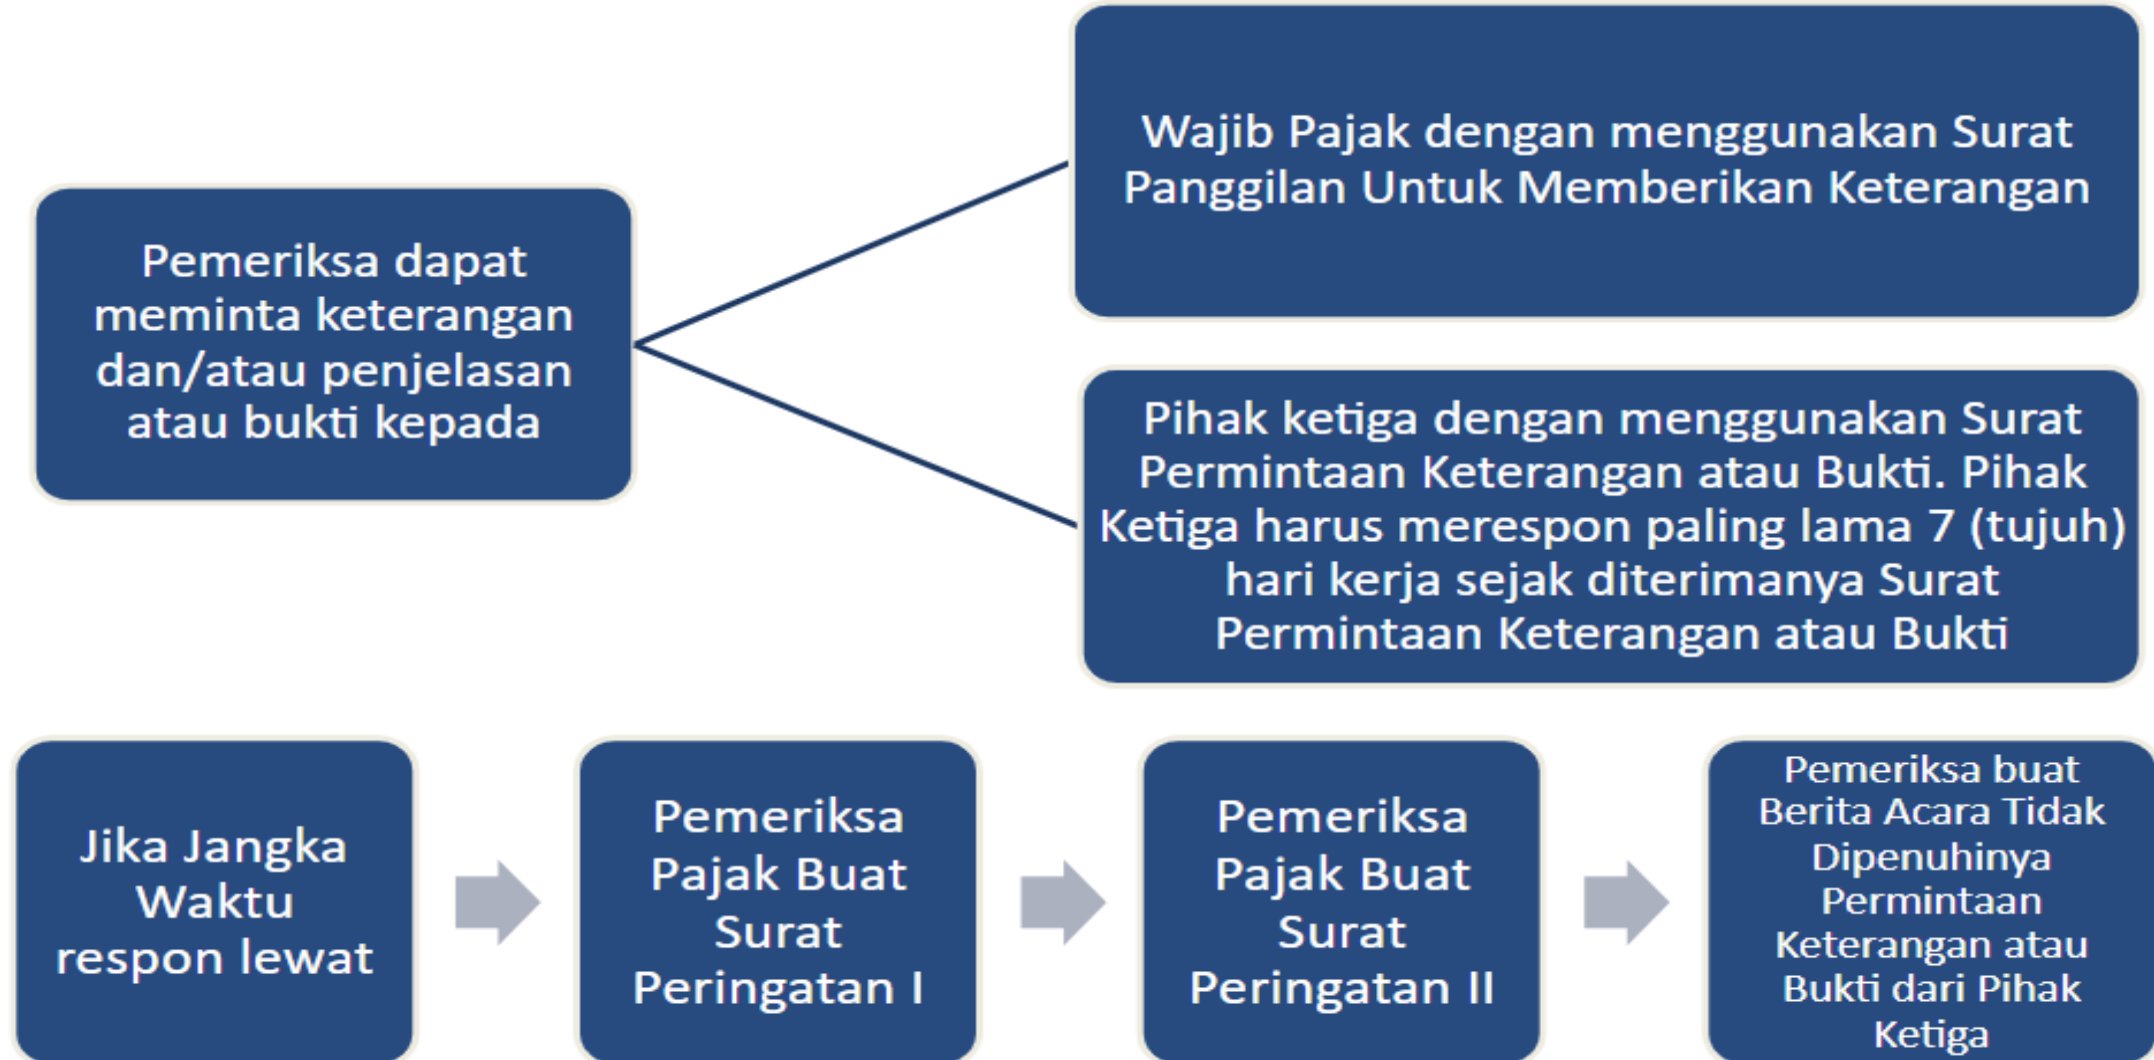 Pemeriksa dapat
meminta keterangan
dan/atau penjelasan
atau bukti kepada
Wajib Pajak dengan menggunakan Surat
Panggilan Untuk Memberikan Keterangan
Pihak ketiga dengan menggunakan Surat
Permintaan Keterangan atau Bukti. Pihak
Ketiga harus merespon paling lama 7 (tujuh)
hari kerja sejak diterimanya Surat
Permintaan Keterangan atau Bukti
Jika Jangka
Waktu
respon lewat
Pemeriksa
Pajak Buat
Surat
Peringatan I
Pemeriksa
Pajak Buat
Surat
Peringatan II
Pemeriksa buat
Berita Acara Tidak
Dipenuhinya
Permintaan
Keterangan atau
Bukti dari Pihak
Ketiga